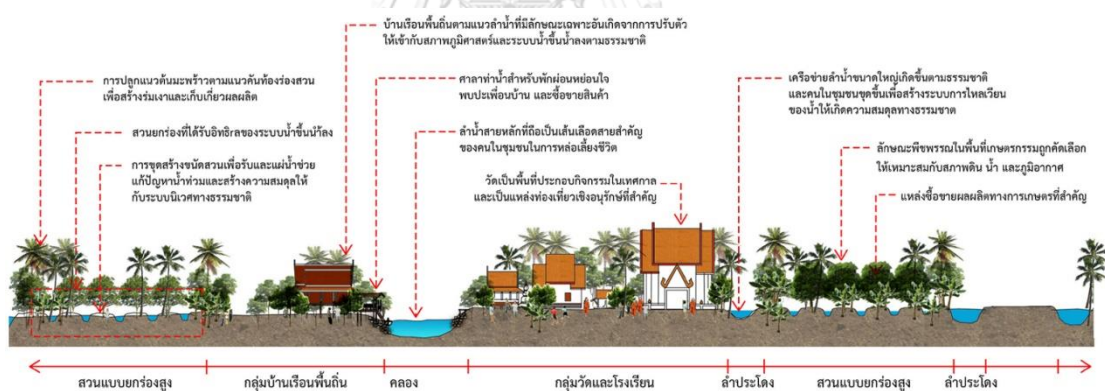 บ้านเรือนพื้นถิ่นตามแนวลำน้ำที่มีลักษณะเฉพาะอันเกิดจากการปรับตัว
ให้เข้ากับสภาพภูมิศาสตร์และระบบน้ำขึ้นน้ำลงตามธรรมชาติ
การปลูกแนวต้นมะพร้าวตามแนวคันท้องร่องสวน
เพื่อสร้างร่มเงาและเก็บเกี่ยวผลผลิต
สวนยกร่องที่ได้รับอิทธิรลของระบบน้ำขึ้นน้ำลง
การขุดสร้างขนัดสวนเพื่อรับและแผ่น้ำช่วย
แก้ปัญหาน้ำท่วมและสร้างความสมดุลให้
กับระบบนิเวศทางธรรมชาติ
ศาลาท่าน้ำสำหรับพักผ่อนหย่อนใจ
พบปะเพื่อนบ้าน และซื้อขายสินค้า
ลำน้ำสายหลักที่ถือเป็นเส้นเลือดสายสำคัญ
ของคนในชุมชนในการหล่อเลี้ยงชีวิต
วัดเป็นพื้นที่ประกอบกิจกรรมในเทศกาล
และเป็นแหล่งท่องเที่ยวเชิงอนุรักษ์ที่สำคัญ
เครือข่ายลำน้ำขนาดใหญ่เกิดขึ้นตามธรรมชาติ
และคนในชุมชนขุดขึ้นเพื่อสร้างระบบการไหลเวียน
ของน้ำให้เกิดความสมดุลทางธรรมชาต
ลักษณะพืชพรรณในพื้นที่เกษตรกรรมถูกคัดเลือก
ให้เหมาะสมกับสภาพดิน น้ำ และภูมิอากาศ
แหล่งซื้อขายผลผลิตทางการเกษตรที่สำคัญ
สวนแบบยกร่องสูง กลุ่มบ้านเรือนพื้นถิ่น คลอง กลุ่มวัดและโรงเรียน ลำประโดง สวนแบบยกร่องสูง ลำประโดง